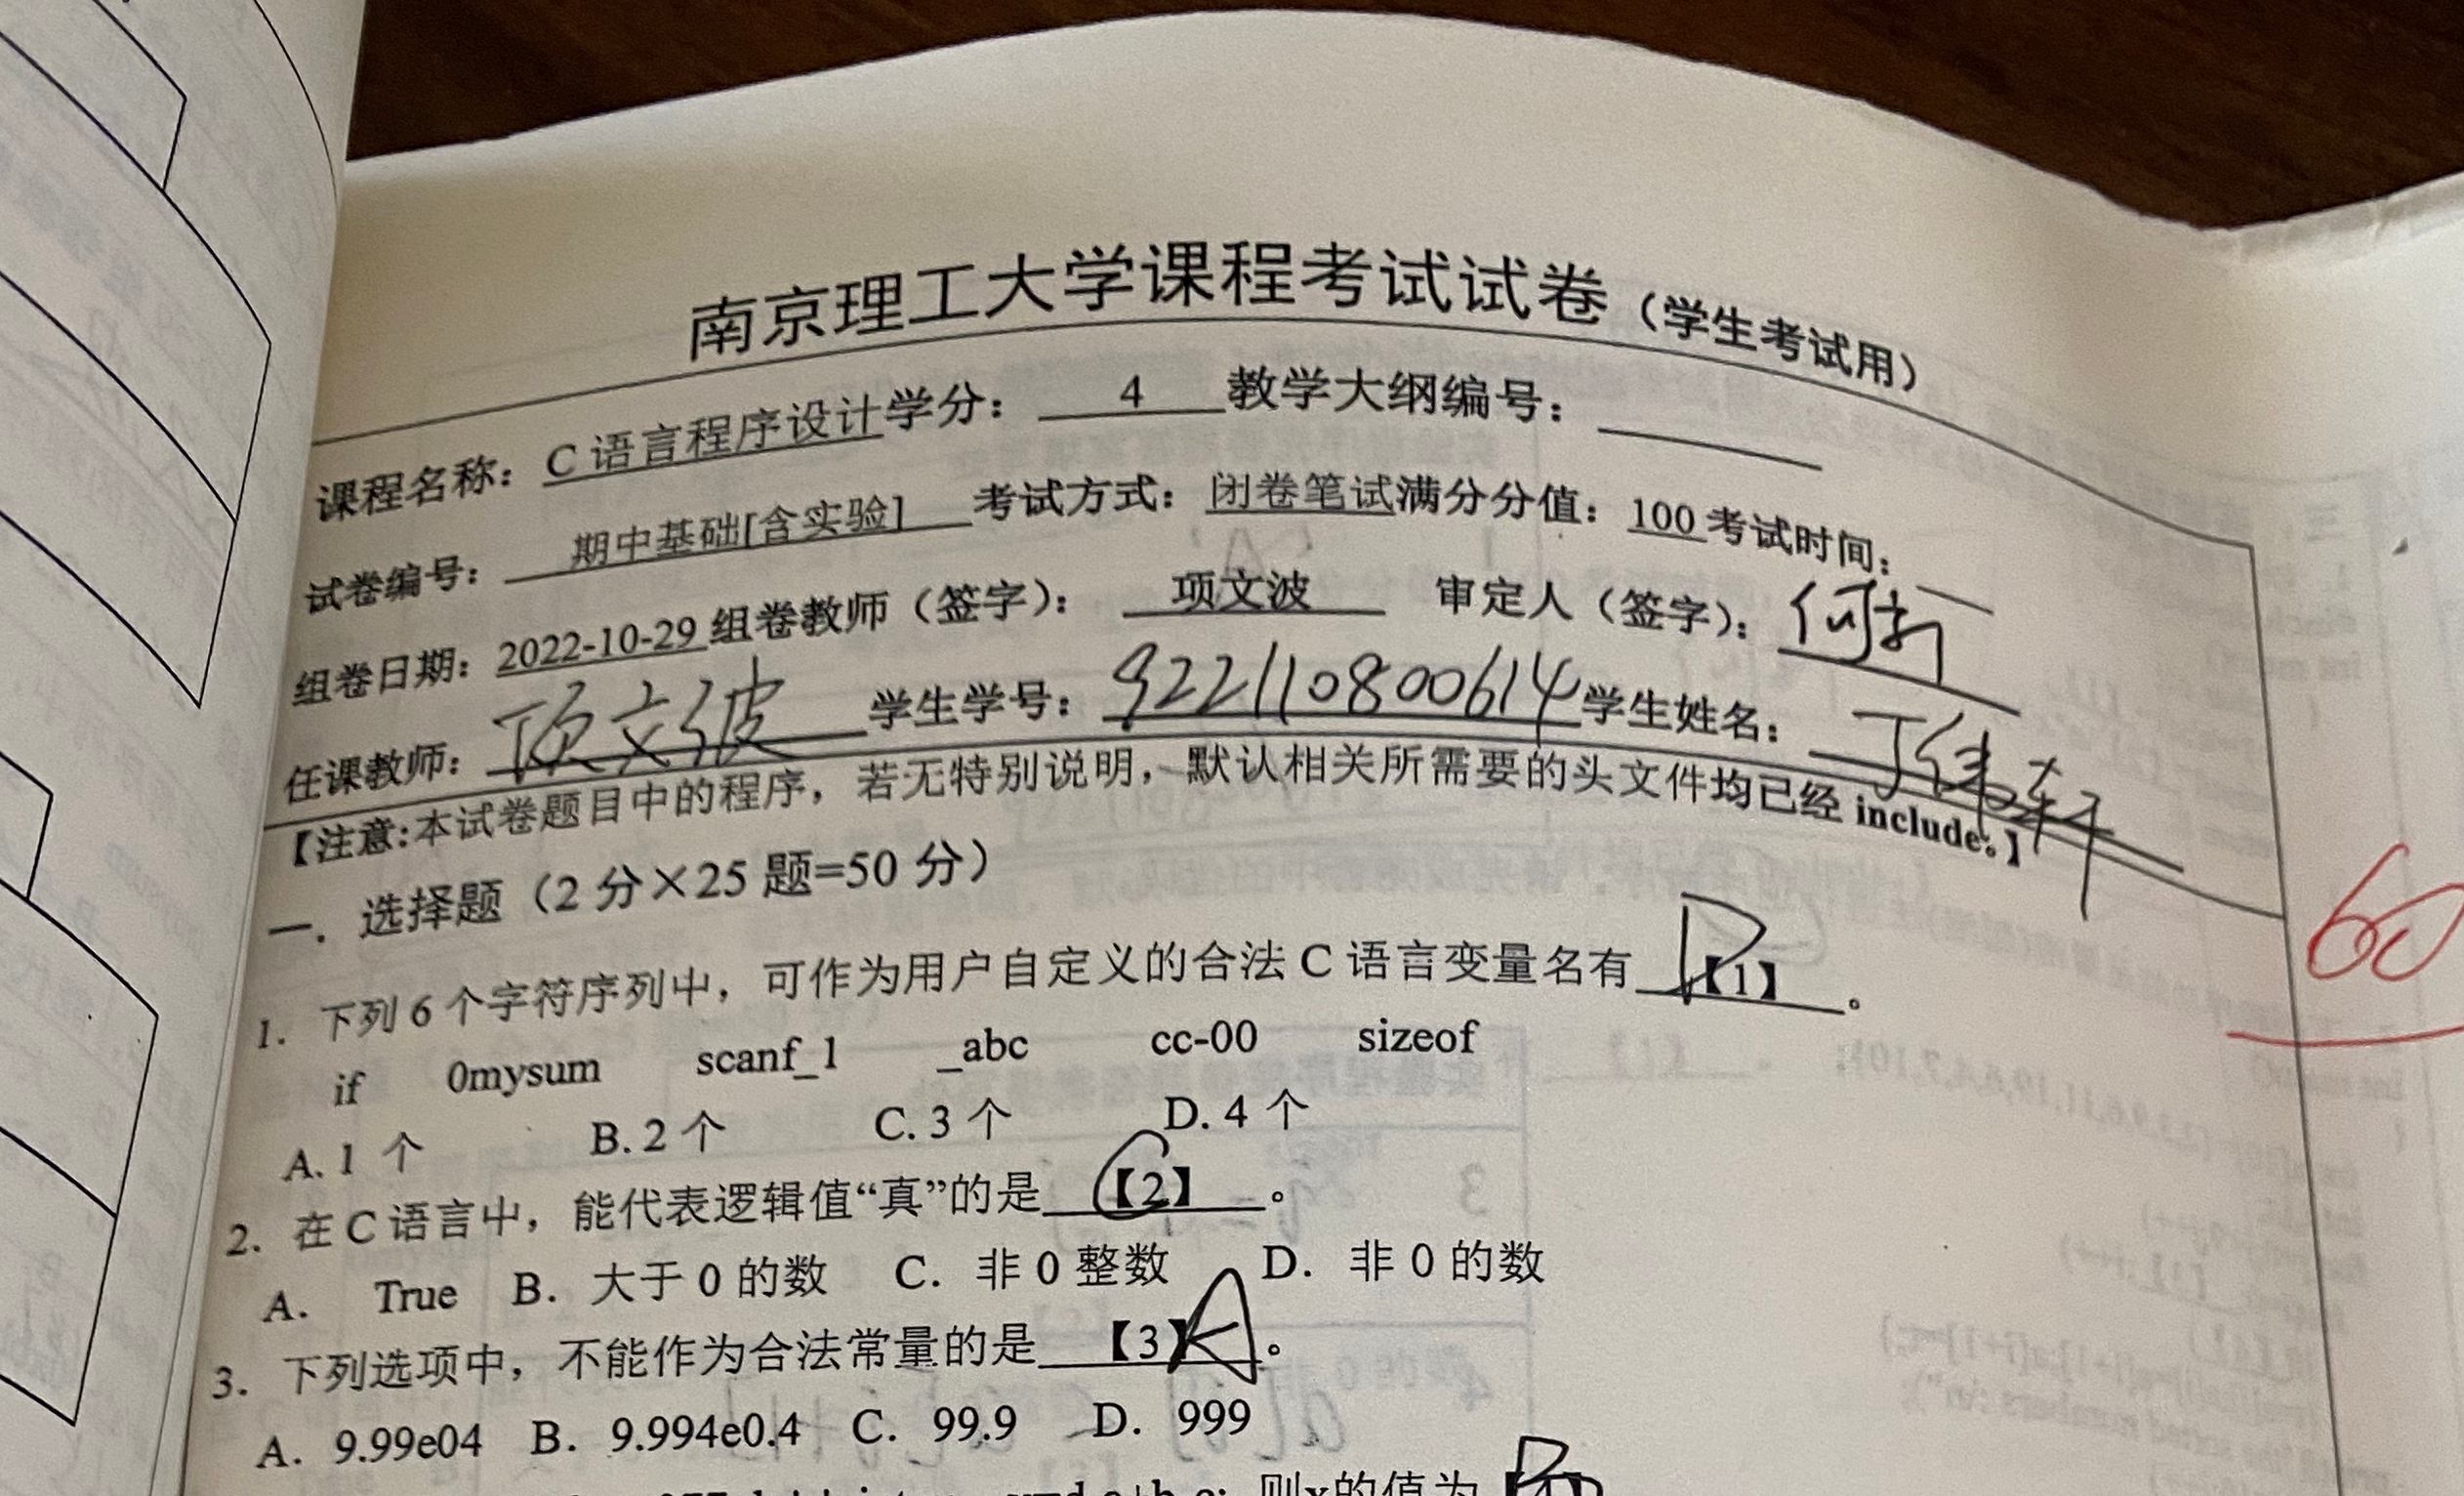 南京理工大学课程考试试卷（学生考试用）
课程名称：C 语言程序设计学分：4 教学大纲编号：
试卷编号：期中基础[含实验] 考试方式：闭卷笔试满分分值：100 考试时间：
组卷日期：2022-10-29 组卷教师（签字）：项文波 审定人（签字）：
任课教师：项文波 学生学号：922110800614 学生姓名：丁纬轩
【注意:本试卷题目中的程序，若无特别说明，默认相关所需要的头文件均已经 include。】
60
一．选择题（2 分×25 题=50 分）
1. 下列 6 个字符序列中，可作为用户自定义的合法 C 语言变量名有【1】。
if 0mysum scanf_1 _abc cc-00 sizeof
A. 1 个 B. 2 个 C. 3 个 D. 4 个
2. 在 C 语言中，能代表逻辑值“真”的是【2】 C。
A. True B. 大于 0 的数 C. 非 0 整数 D. 非 0 的数
3. 下列选项中，不能作为合法常量的是【3】 A。
A. 9.99e04 B. 9.994e0.4 C. 99.9 D. 999
则x的值为